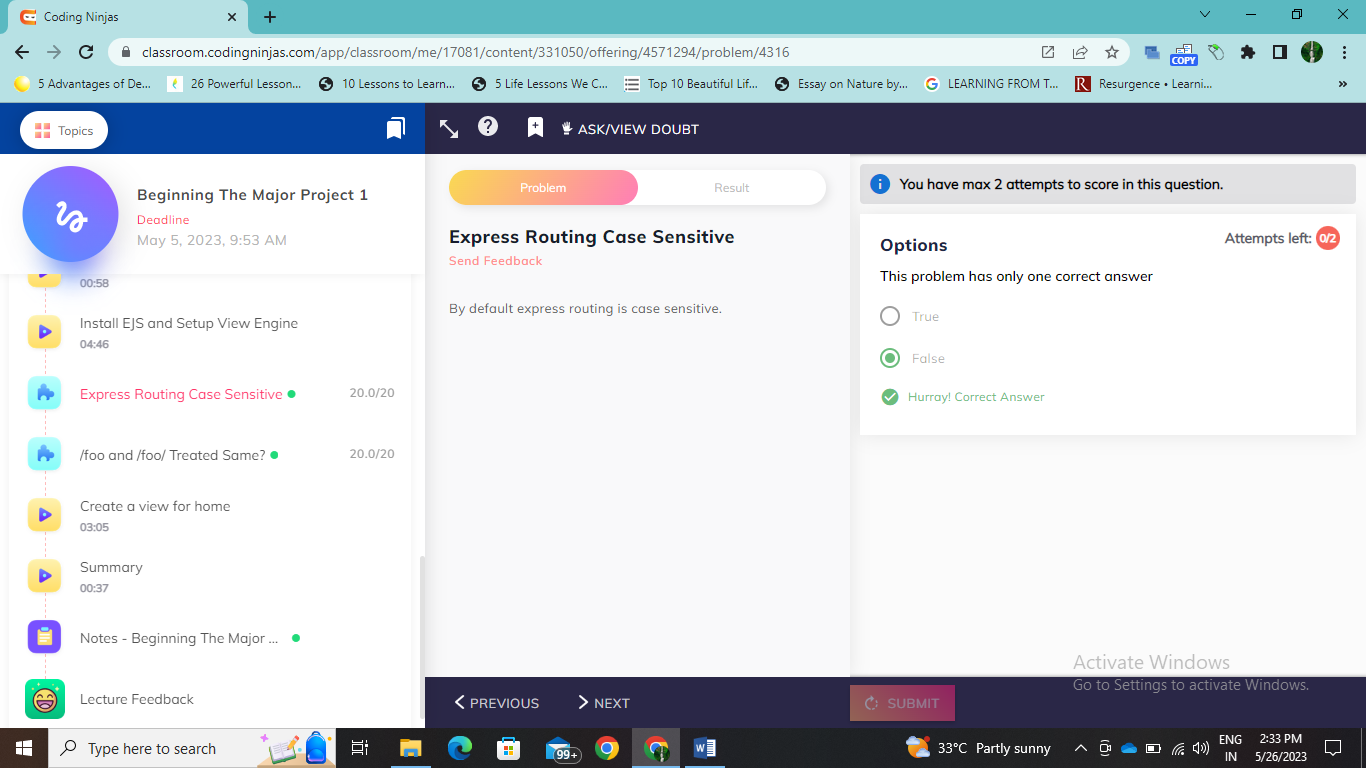 Coding Ninjas
classroom.codingninjas.com/app/classroom/me/17081/content/331050/offering/4571294/problem/4316
COPY
5 Advantages of De...
26 Powerful Lesson...
10 Lessons to Learn...
5 Life Lessons We C...
Top 10 Beautiful Lif...
Essay on Nature by...
LEARNING FROM T...
Resurgence • Learni...
Topics
ASK/VIEW DOUBT
Beginning The Major Project 1
Deadline
May 5, 2023, 9:53 AM
00:58
Install EJS and Setup View Engine
04:46
Express Routing Case Sensitive
20.0/20
/foo and /foo/ Treated Same?
20.0/20
Create a view for home
03:05
Summary
00:37
Notes - Beginning The Major ...
Lecture Feedback
Problem
Result
Express Routing Case Sensitive
Send Feedback
By default express routing is case sensitive.
PREVIOUS
NEXT
You have max 2 attempts to score in this question.
Options
Attempts left: 0/2
This problem has only one correct answer
True
False
Hurray! Correct Answer
Activate Windows
Go to Settings to activate Windows.
SUBMIT
Type here to search
99+
33°C Partly sunny
ENG
IN
2:33 PM
5/26/2023